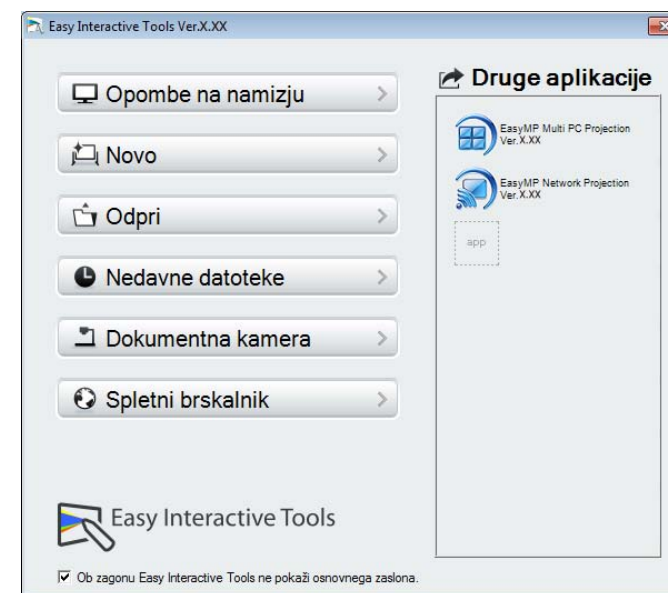 Easy Interactive Tools Ver.X.XX
Opombe na namizju
Novo
Odpri
Nedavne datoteke
Dokumentna kamera
Spletni brskalnik
Easy Interactive Tools
Ob zagonu Easy Interactive Tools ne pokaži osnovnega zaslona.
Druge aplikacije
EasyMP Multi PC Projection
Ver.X.XX
EasyMP Network Projection
Ver.X.XX
app